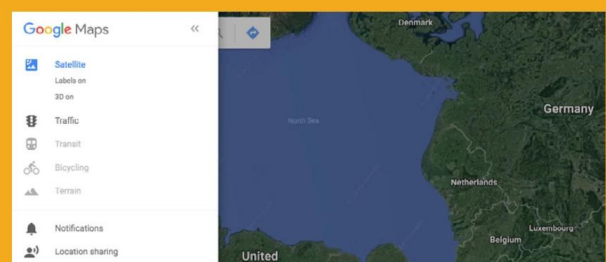 Google Maps
Satellite
Labels on
3D on
Traffic
Transit
Bicycling
Terrain
Notifications
Location sharing
Denmark
Germany
North Sea
Netherlands
Luxembourg
Belgium
United